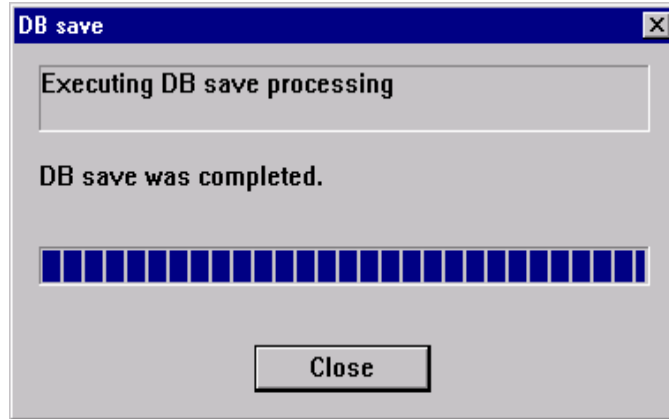 DB save
Executing DB save processing
DB save was completed.
Close